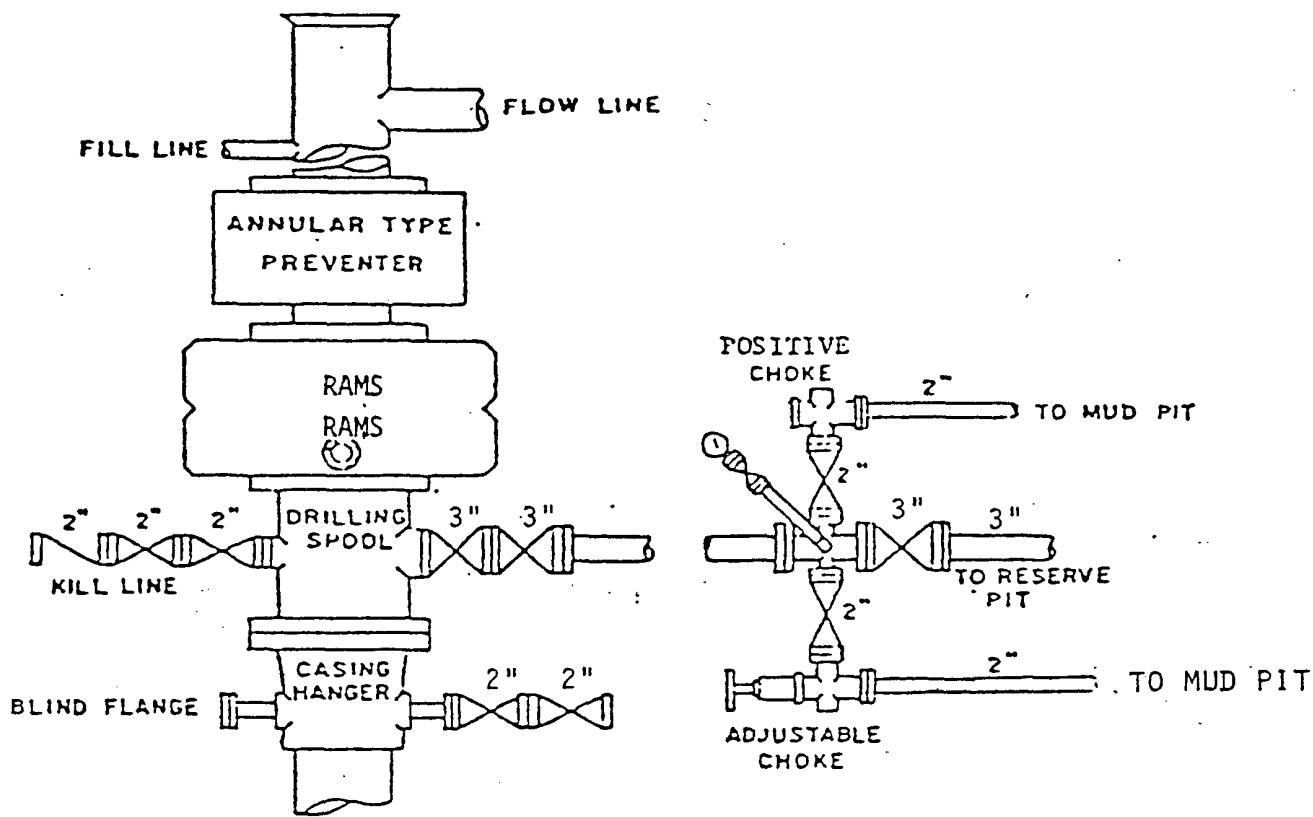 FLOW LINE
FILL LINE
ANNULAR TYPE
PREVENTER
RAMS
RAMS
2" 2" 2"
DRILLING
SPOOL
3" 3"
KILL LINE
CASING
HANGER
2" 2"
BLIND FLANGE
POSITIVE
CHOKE
2"
TO MUD PIT
2"
3" 3"
TO RESERVE
PIT
2"
2"
TO MUD PIT
ADJUSTABLE
CHOKE